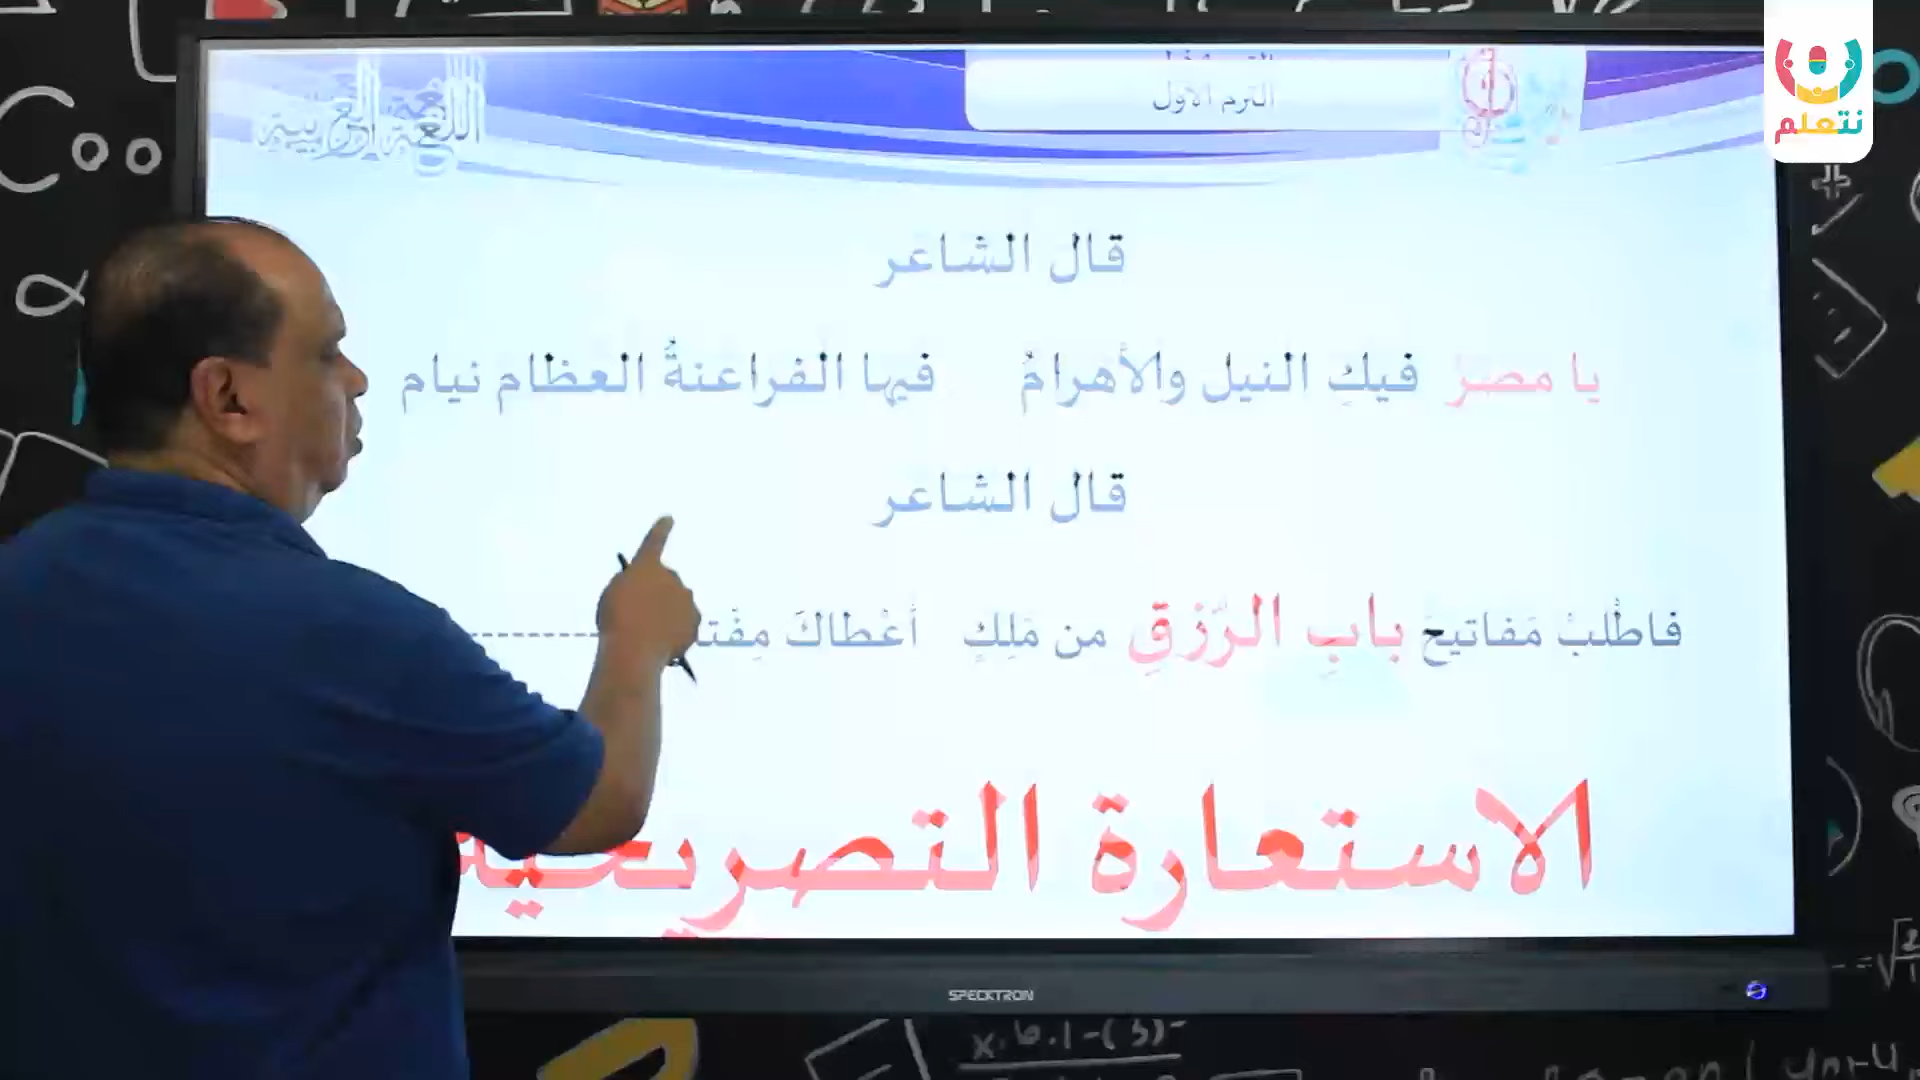 نتعلم
الترم الأول
اللغة العربية
قال الشاعر
يا مصرُ فيكِ النيل والأهرامُ فيها الفراعنةُ العظام نيام
قال الشاعر
فاطلبْ مَفاتيحَ بابِ الرِّزقِ من مَلِكٍ أعْطاكَ
الاستعارة التصريحية
SPECKTRON